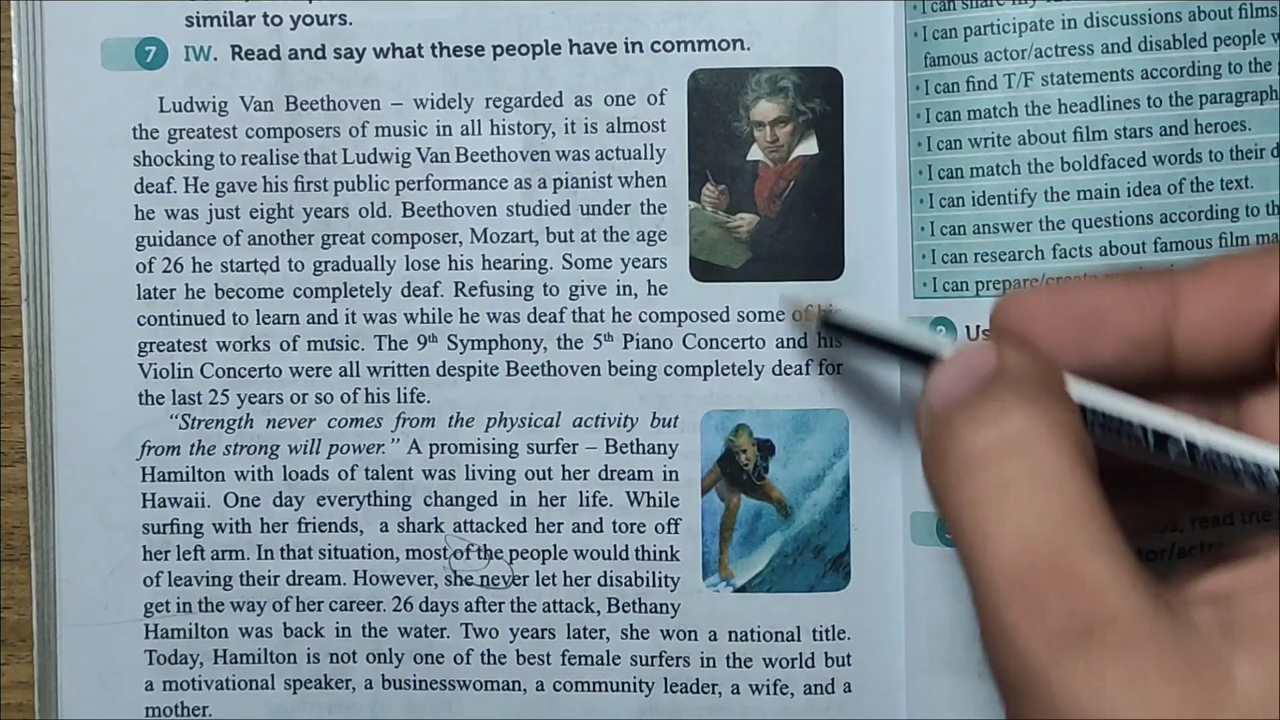 similar to yours.
7 IW. Read and say what these people have in common.
Ludwig Van Beethoven – widely regarded as one of
the greatest composers of music in all history, it is almost
shocking to realise that Ludwig Van Beethoven was actually
deaf. He gave his first public performance as a pianist when
he was just eight years old. Beethoven studied under the
guidance of another great composer, Mozart, but at the age
of 26 he started to gradually lose his hearing. Some years
later he become completely deaf. Refusing to give in, he
continued to learn and it was while he was deaf that he composed some of his
greatest works of music. The 9th Symphony, the 5th Piano Concerto and his
Violin Concerto were all written despite Beethoven being completely deaf for
the last 25 years or so of his life.
“Strength never comes from the physical activity but
from the strong will power.” A promising surfer – Bethany
Hamilton with loads of talent was living out her dream in
Hawaii. One day everything changed in her life. While
surfing with her friends, a shark attacked her and tore off
her left arm. In that situation, most of the people would think
of leaving their dream. However, she never let her disability
get in the way of her career. 26 days after the attack, Bethany
Hamilton was back in the water. Two years later, she won a national title.
Today, Hamilton is not only one of the best female surfers in the world but
a motivational speaker, a businesswoman, a community leader, a wife, and a
mother.
• I can share my
• I can participate in discussions about films,
famous actor/actress and disabled people
• I can find T/F statements according to the
• I can match the headlines to the paragraph
• I can write about film stars and heroes.
• I can match the boldfaced words to their
• I can identify the main idea of the text.
• I can answer the questions according to
• I can research facts about famous film
• I can prepare/create
read the